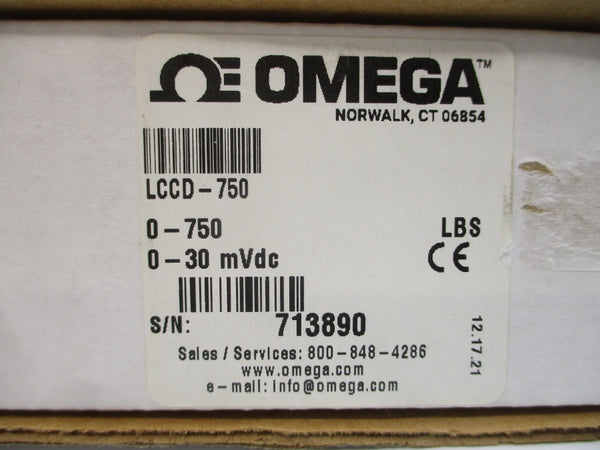 ΩE OMEGA™
NORWALK, CT 06854
LCCD-750
0-750 LBS
0-30 mVdc CE
S/N: 713890
12.17.21
Sales / Services: 800-848-4286
www.omega.com
e-mail: info@omega.com